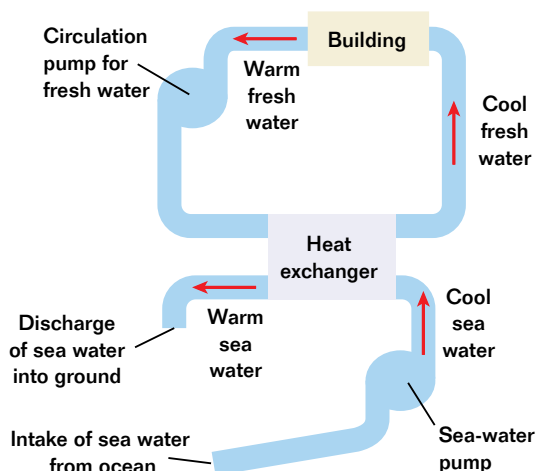 Circulation
pump for
fresh water
Building
Warm
fresh
water
Cool
fresh
water
Heat
exchanger
Discharge
of sea water
into ground
Warm
sea
water
Cool
sea
water
Intake of sea water
from ocean
Sea-water
pump